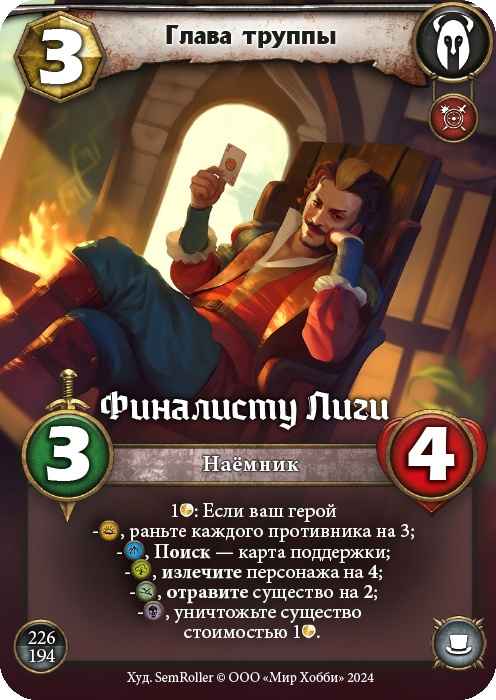 3
Глава труппы
Финалисту Лиги
3
Наёмник
4
1: Если ваш герой
-, раньте каждого противника на 3;
-, Поиск — карта поддержки;
-, излечите персонажа на 4;
-, отравите существо на 2;
-, уничтожьте существо
стоимостью 1.
226
194
Худ. SemRoller © ООО «Мир Хобби» 2024